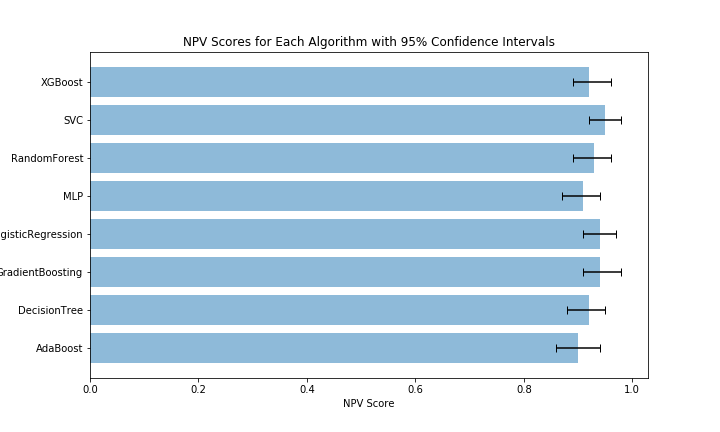 NPV Scores for Each Algorithm with 95% Confidence Intervals
XGBoost
SVC
RandomForest
MLP
gisticRegression
GradientBoosting
DecisionTree
AdaBoost
0.0 0.2 0.4 0.6 0.8 1.0
NPV Score